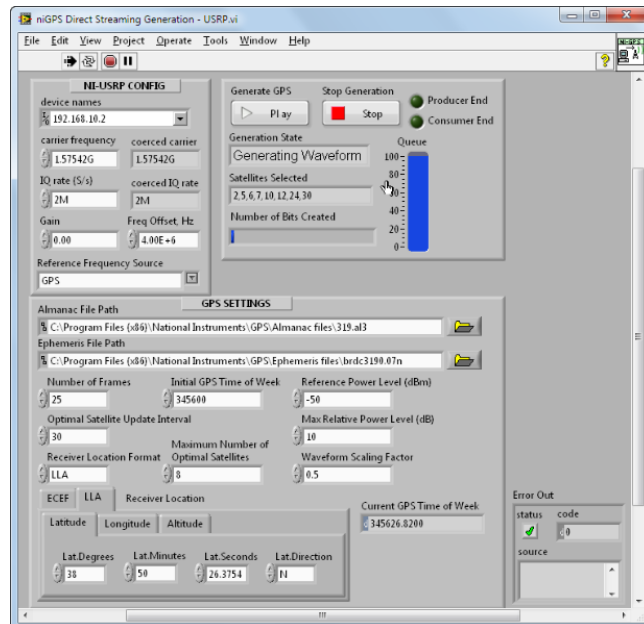 niGPS Direct Streaming Generation - USRP.vi
File Edit View Project Operate Tools Window Help
NI-USRP CONFIG
device names
192.168.10.2
carrier frequency coerced carrier
1.57542G 1.57542G
IQ rate (S/s) coerced IQ rate
2M 2M
Gain Freq Offset, Hz
0.00 4.00E+6
Reference Frequency Source
GPS
Generate GPS Stop Generation
Play Stop
Producer End
Consumer End
Generation State
Generating Waveform
Satellites Selected
2,5,6,7,10,12,24,30
Number of Bits Created
Queue
100
80
60
40
20
0
GPS SETTINGS
Almanac File Path
C:\Program Files (x86)\National Instruments\GPS\Almanac files\319.al3
Ephemeris File Path
C:\Program Files (x86)\National Instruments\GPS\Ephemeris files\brdc3190.07n
Number of Frames Initial GPS Time of Week Reference Power Level (dBm)
25 345600 -50
Optimal Satellite Update Interval Max Relative Power Level (dB)
30 10
Receiver Location Format Maximum Number of Optimal Satellites Waveform Scaling Factor
LLA 8 0.5
ECEF LLA Receiver Location
Latitude Longitude Altitude
Lat.Degrees Lat.Minutes Lat.Seconds Lat.Direction
38 50 26.3754 N
Current GPS Time of Week
345626.8200
Error Out
status code
0
source